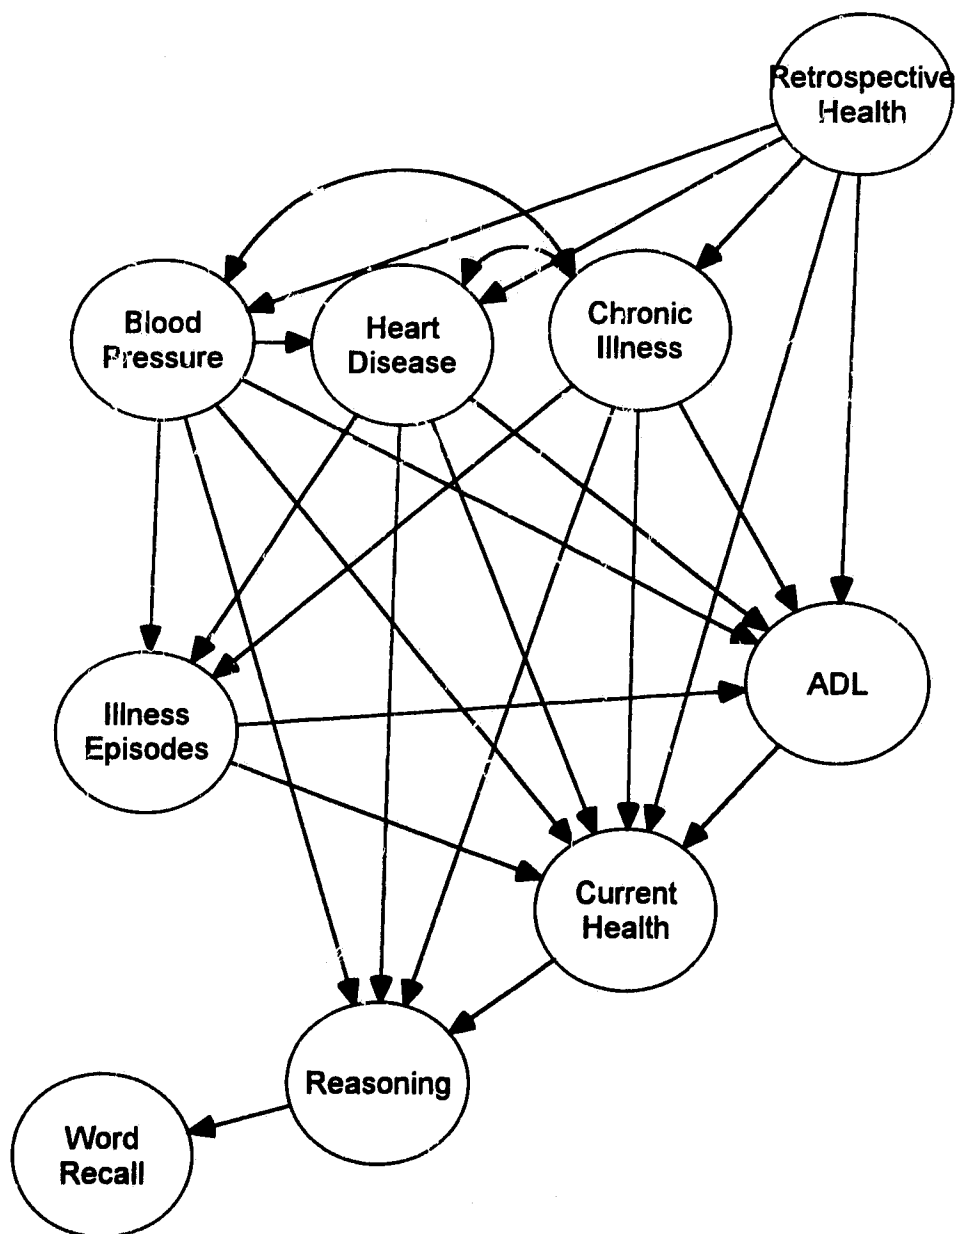 Retrospective
Health
Blood
Pressure
Heart
Disease
Chronic
Illness
ADL
Illness
Episodes
Current
Health
Reasoning
Word
Recall